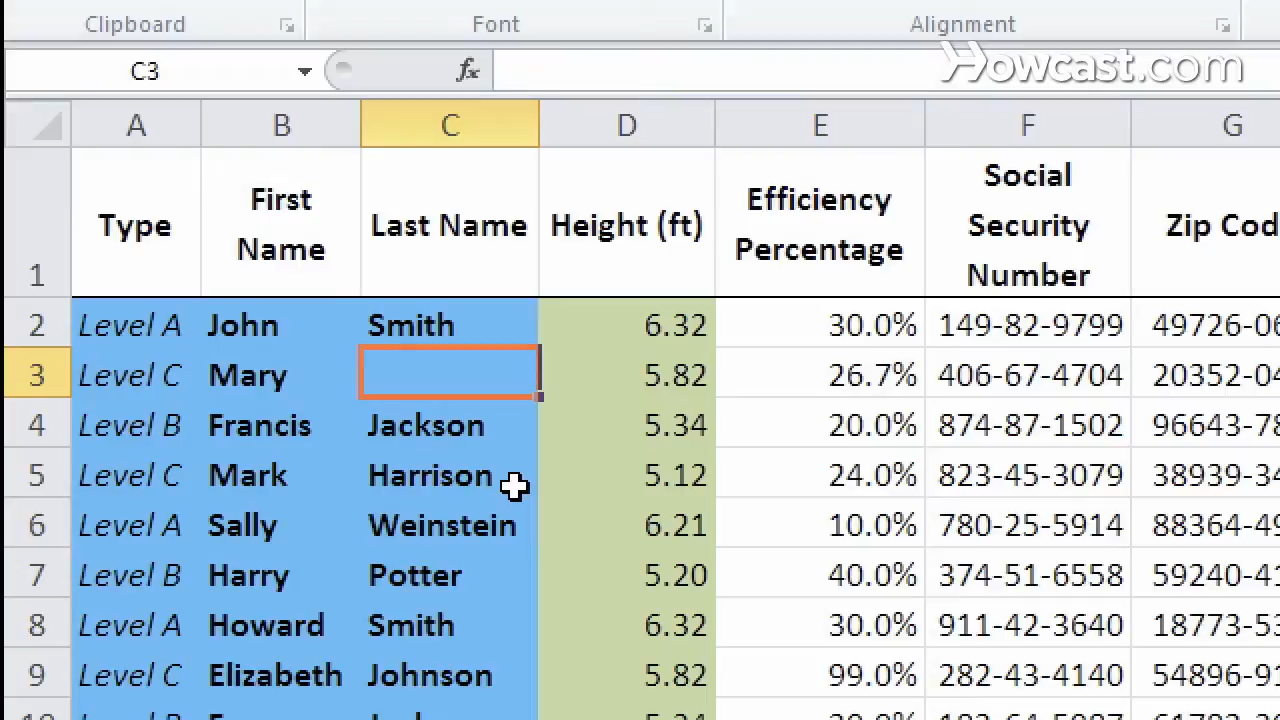 Clipboard Font Alignment
C3 fx
Howcast.com
A B C D E F G
1 Type First Name Last Name Height (ft) Efficiency Percentage Social Security Number Zip Cod
2 Level A John Smith 6.32 30.0% 149-82-9799 49726-06
3 Level C Mary 5.82 26.7% 406-67-4704 20352-04
4 Level B Francis Jackson 5.34 20.0% 874-87-1502 96643-78
5 Level C Mark Harrison 5.12 24.0% 823-45-3079 38939-34
6 Level A Sally Weinstein 6.21 10.0% 780-25-5914 88364-49
7 Level B Harry Potter 5.20 40.0% 374-51-6558 59240-41
8 Level A Howard Smith 6.32 30.0% 911-42-3640 18773-53
9 Level C Elizabeth Johnson 5.82 99.0% 282-43-4140 54896-91